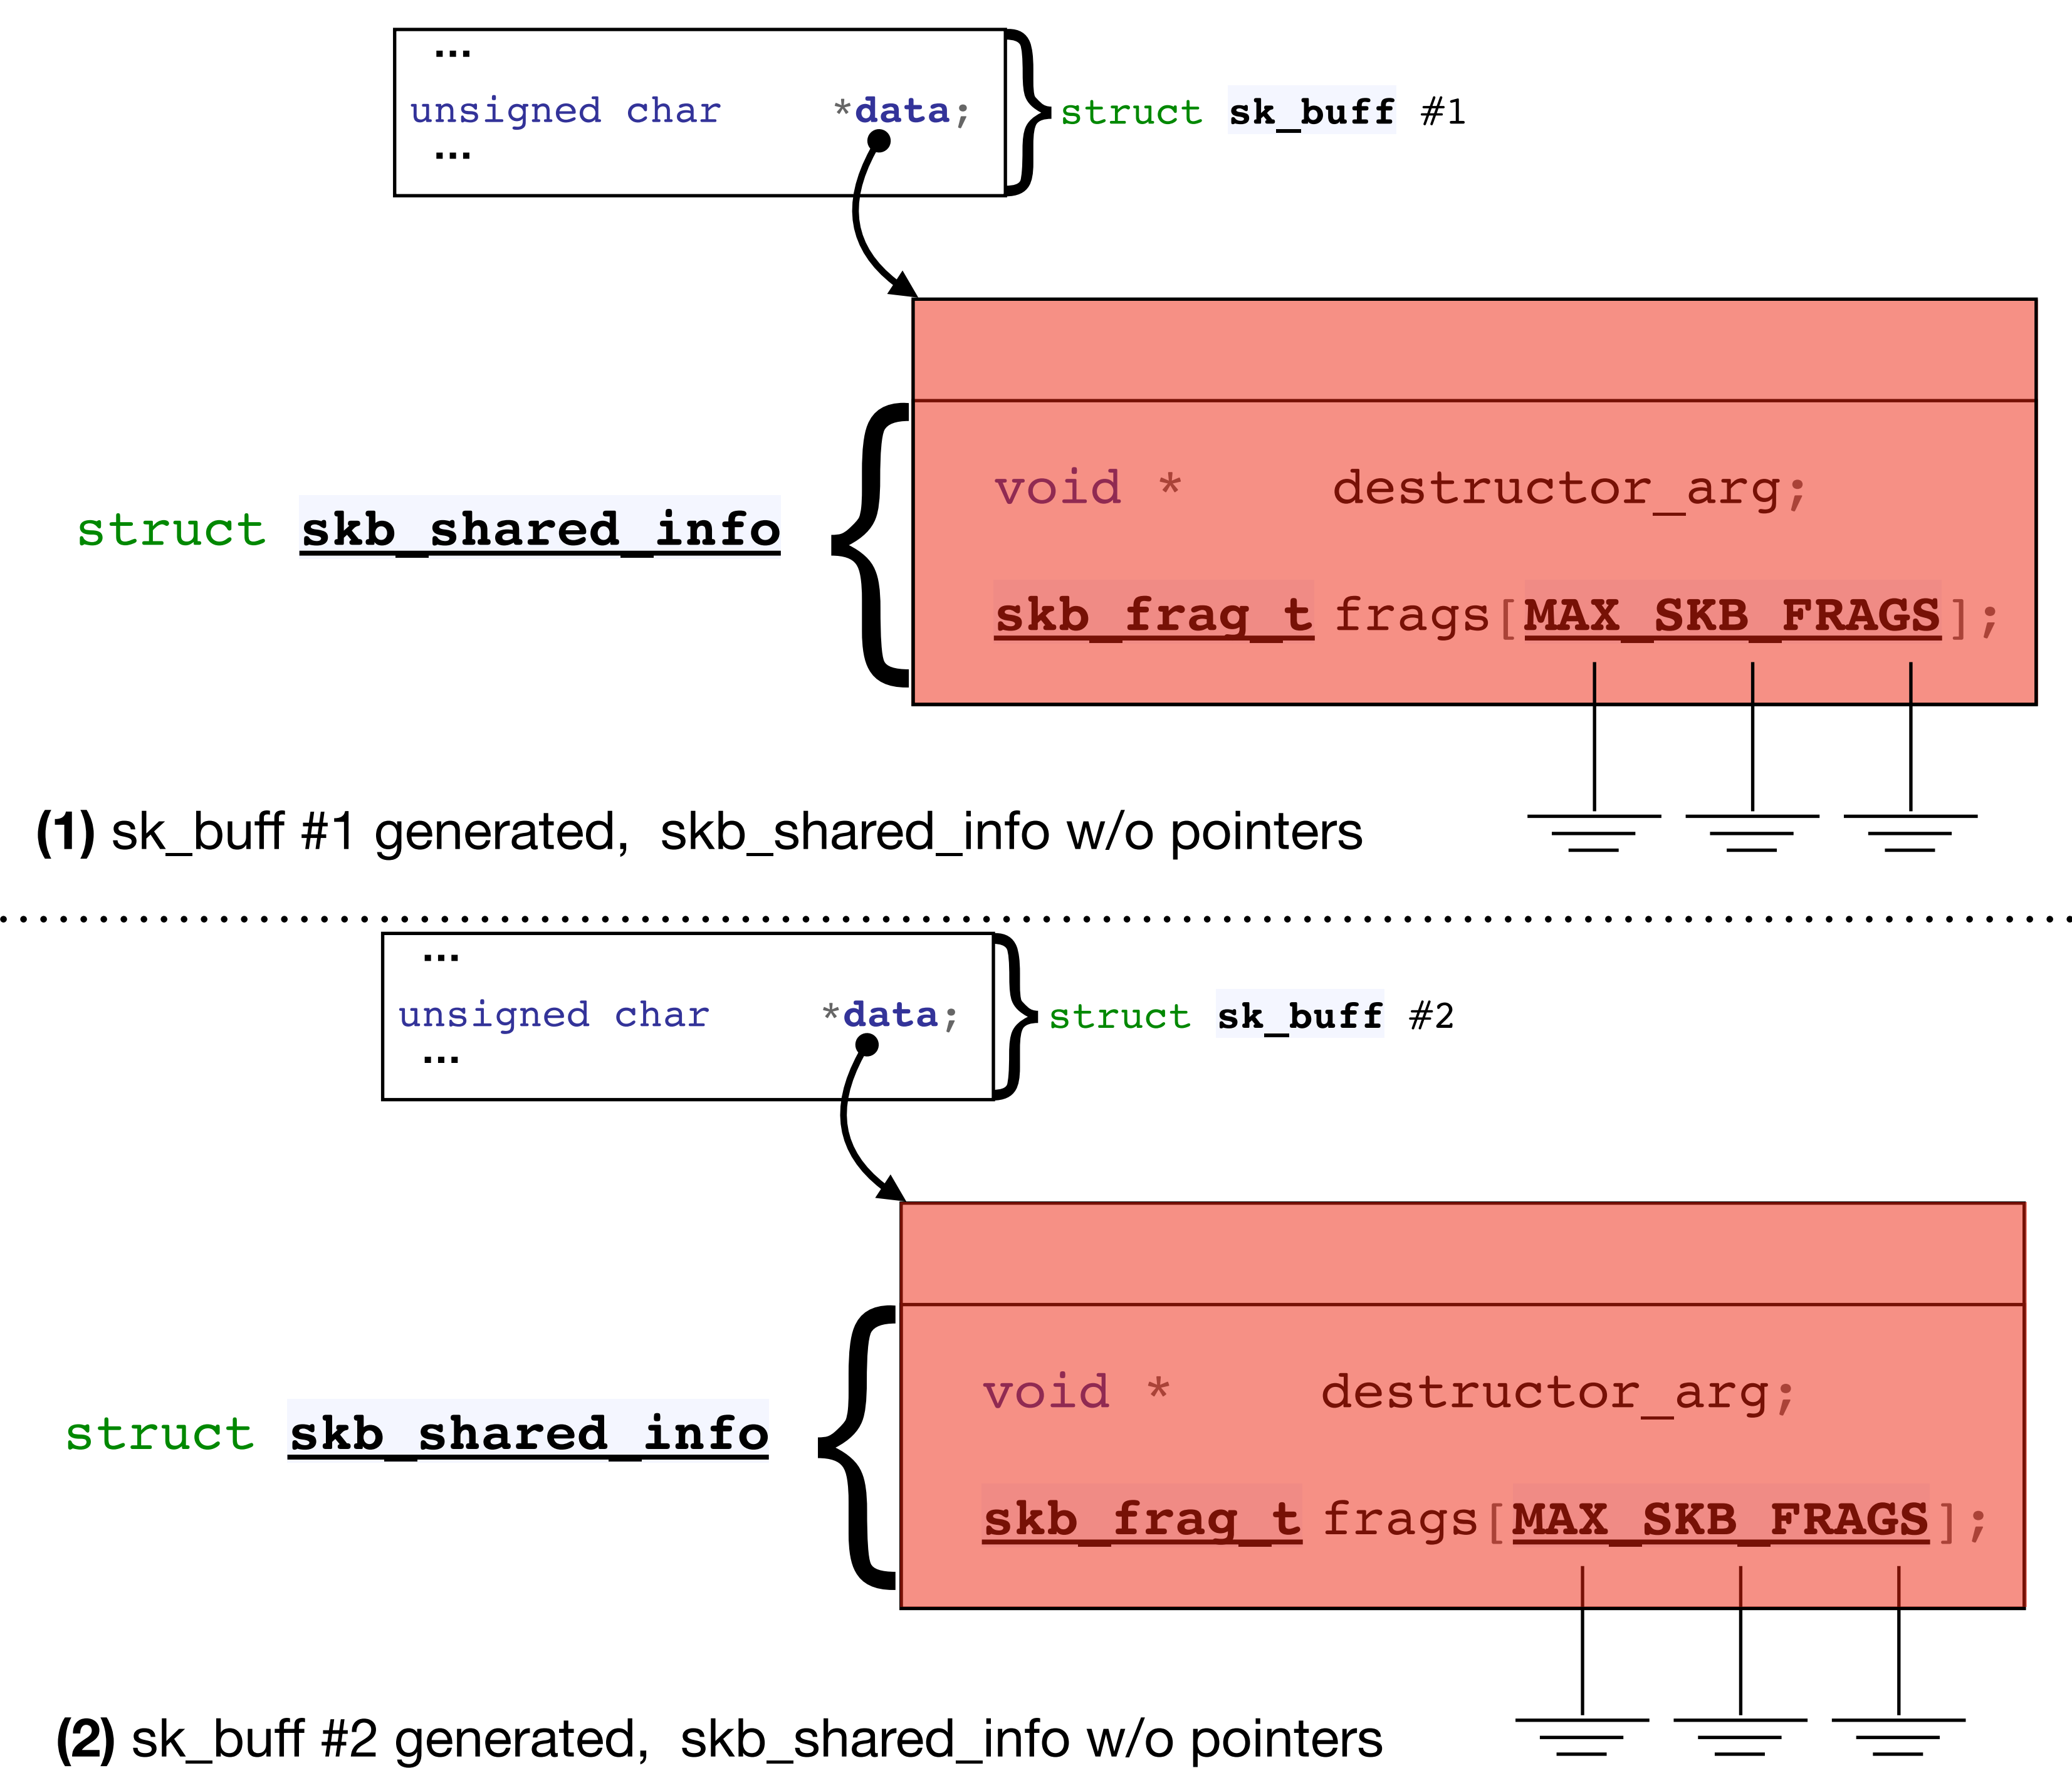 ...
unsigned char *data;
...
struct sk_buff #1
void * destructor_arg;
struct skb_shared_info
skb_frag_t frags[MAX_SKB_FRAGS];
(1) sk_buff #1 generated, skb_shared_info w/o pointers
...
unsigned char *data;
...
struct sk_buff #2
void * destructor_arg;
struct skb_shared_info
skb_frag_t frags[MAX_SKB_FRAGS];
(2) sk_buff #2 generated, skb_shared_info w/o pointers